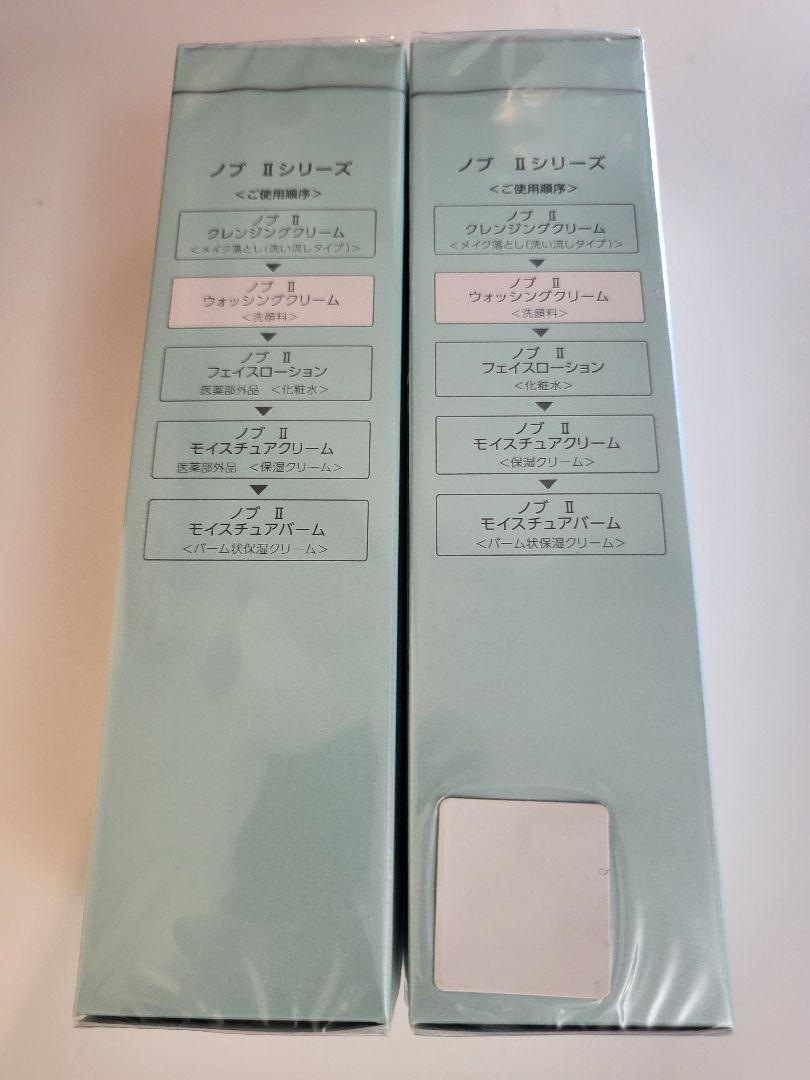 ノブ Ⅱシリーズ
<ご使用順序>
ノブ Ⅱ
クレンジングクリーム
<メイク落とし(洗い流しタイプ)>
ノブ Ⅱ
ウォッシングクリーム
<洗顔料>
ノブ Ⅱ
フェイスローション
医薬部外品 <化粧水>
ノブ Ⅱ
モイスチュアクリーム
医薬部外品 <保湿クリーム>
ノブ Ⅱ
モイスチュアバーム
<バーム状保湿クリーム>
ノブ Ⅱシリーズ
<ご使用順序>
ノブ Ⅱ
クレンジングクリーム
<メイク落とし(洗い流しタイプ)>
ノブ Ⅱ
ウォッシングクリーム
<洗顔料>
ノブ Ⅱ
フェイスローション
<化粧水>
ノブ Ⅱ
モイスチュアクリーム
<保湿クリーム>
ノブ Ⅱ
モイスチュアバーム
<バーム状保湿クリーム>